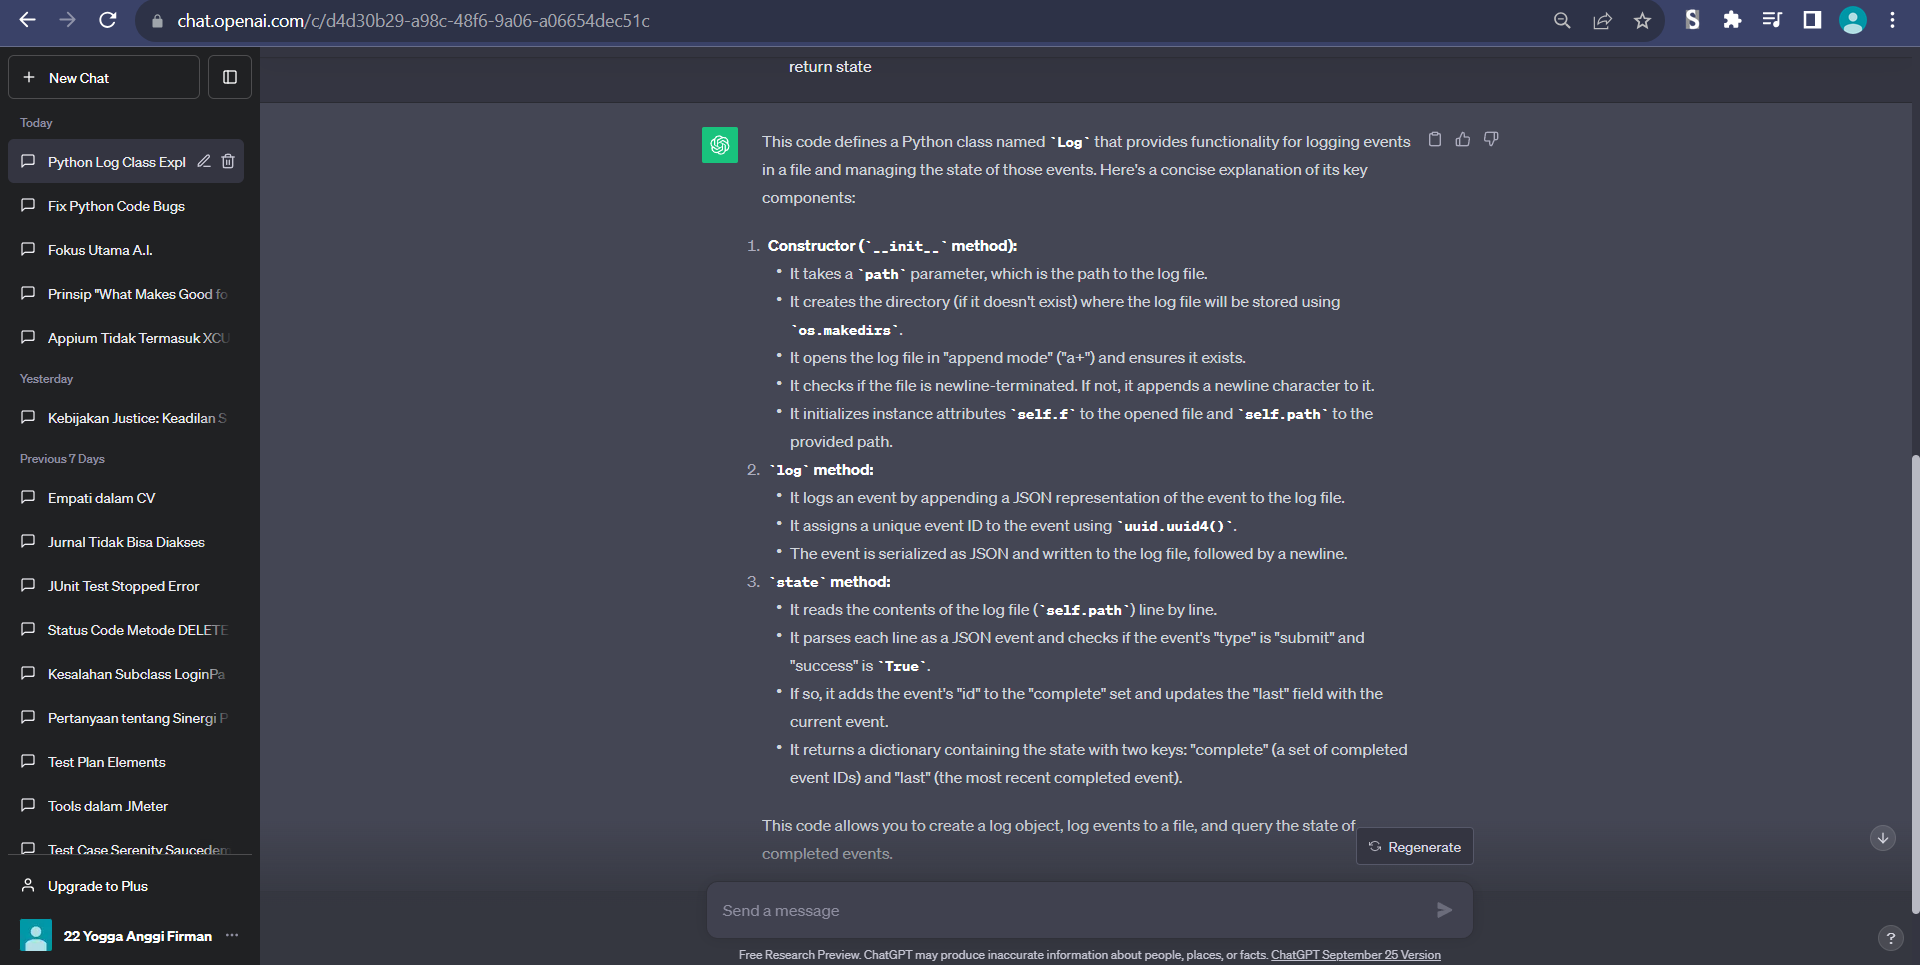 chat.openai.com/c/d4d30b29-a98c-48f6-9a06-a06654dec51c
New Chat
Today
Python Log Class Expl
Fix Python Code Bugs
Fokus Utama A.I.
Prinsip "What Makes Good fo
Appium Tidak Termasuk XCU
Yesterday
Kebijakan Justice: Keadilan S
Previous 7 Days
Empati dalam CV
Jurnal Tidak Bisa Diakses
JUnit Test Stopped Error
Status Code Metode DELETE
Kesalahan Subclass LoginPa
Pertanyaan tentang Sinergi P
Test Plan Elements
Tools dalam JMeter
Test Case Serenity Saucedem
Upgrade to Plus
22 Yogga Anggi Firman
return state
This code defines a Python class named `Log` that provides functionality for logging events
in a file and managing the state of those events. Here's a concise explanation of its key
components:
1. Constructor (`__init__` method):
• It takes a `path` parameter, which is the path to the log file.
• It creates the directory (if it doesn't exist) where the log file will be stored using
`os.makedirs`.
• It opens the log file in "append mode" ("a+") and ensures it exists.
• It checks if the file is newline-terminated. If not, it appends a newline character to it.
• It initializes instance attributes `self.f` to the opened file and `self.path` to the
provided path.
2. `log` method:
• It logs an event by appending a JSON representation of the event to the log file.
• It assigns a unique event ID to the event using `uuid.uuid4()`.
• The event is serialized as JSON and written to the log file, followed by a newline.
3. `state` method:
• It reads the contents of the log file (`self.path`) line by line.
• It parses each line as a JSON event and checks if the event's "type" is "submit" and
"success" is `True`.
• If so, it adds the event's "id" to the "complete" set and updates the "last" field with the
current event.
• It returns a dictionary containing the state with two keys: "complete" (a set of completed
event IDs) and "last" (the most recent completed event).
This code allows you to create a log object, log events to a file, and query the state of
completed events.
Regenerate
Send a message
Free Research Preview. ChatGPT may produce inaccurate information about people, places, or facts. ChatGPT September 25 Version
?